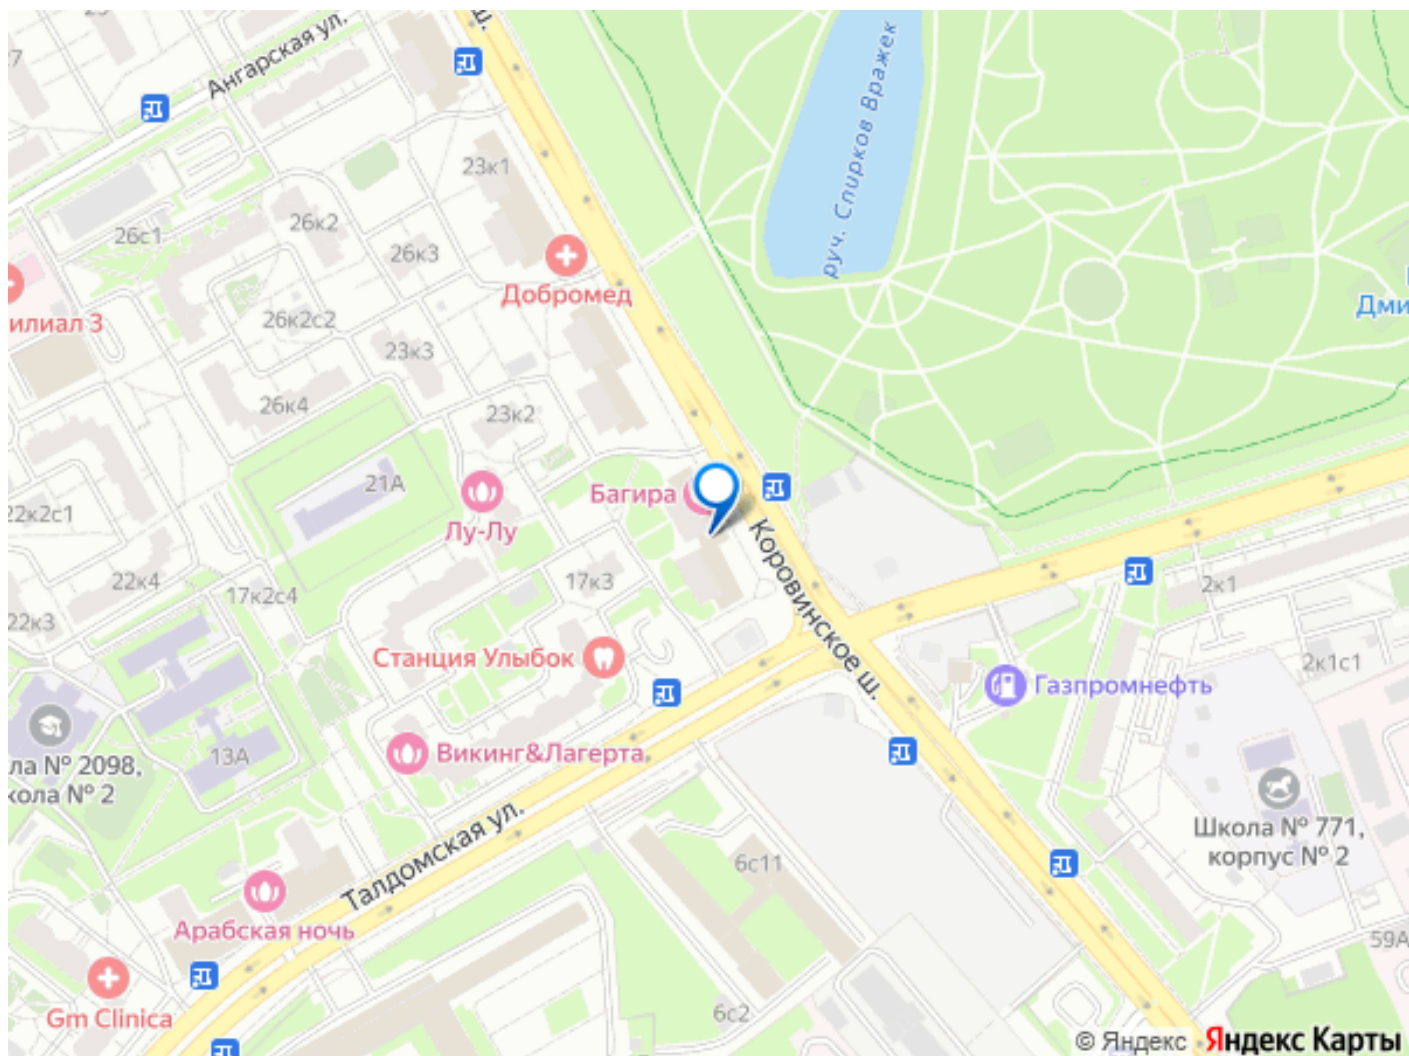 Ангарская ул.
ш.
руч. Спирков Вражек
23к1
26к2
26с1
26к3
Добромед
илиал 3
26к2с2
23к3
Дми
26к4
23к2
21А
Багира
Лу-Лу
22к2с1
22к4
17к2с4
17к3
22к3
Коровинское ш.
2к1
2к1с1
Станция Улыбок
Газпромнефть
13А
Викинг&Лагерта
ла № 2098,
кола № 2
Талдомская ул.
6с11
Школа № 771,
корпус № 2
Арабская ночь
59А
Gm Clinica
6с2
© Яндекс Яндекс Карты